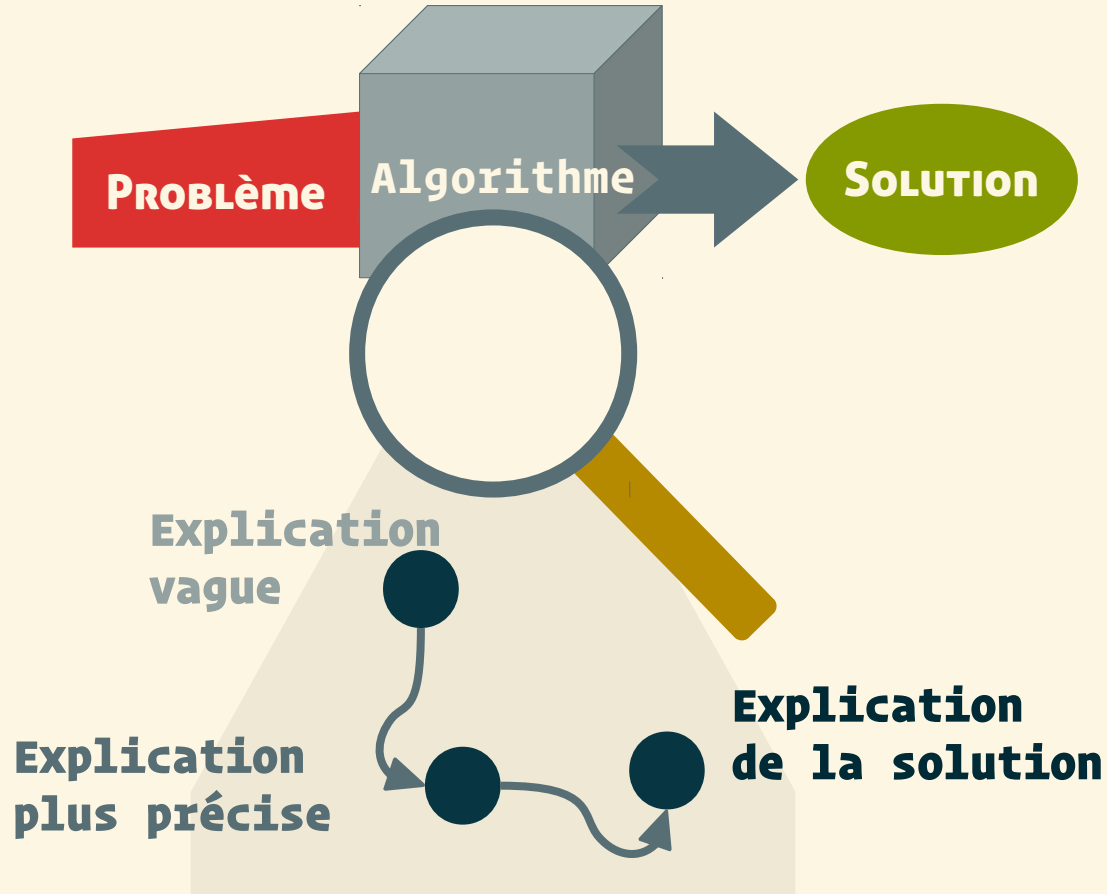 Problème
Algorithme
Solution
Explication
vague
Explication
plus précise
Explication
de la solution